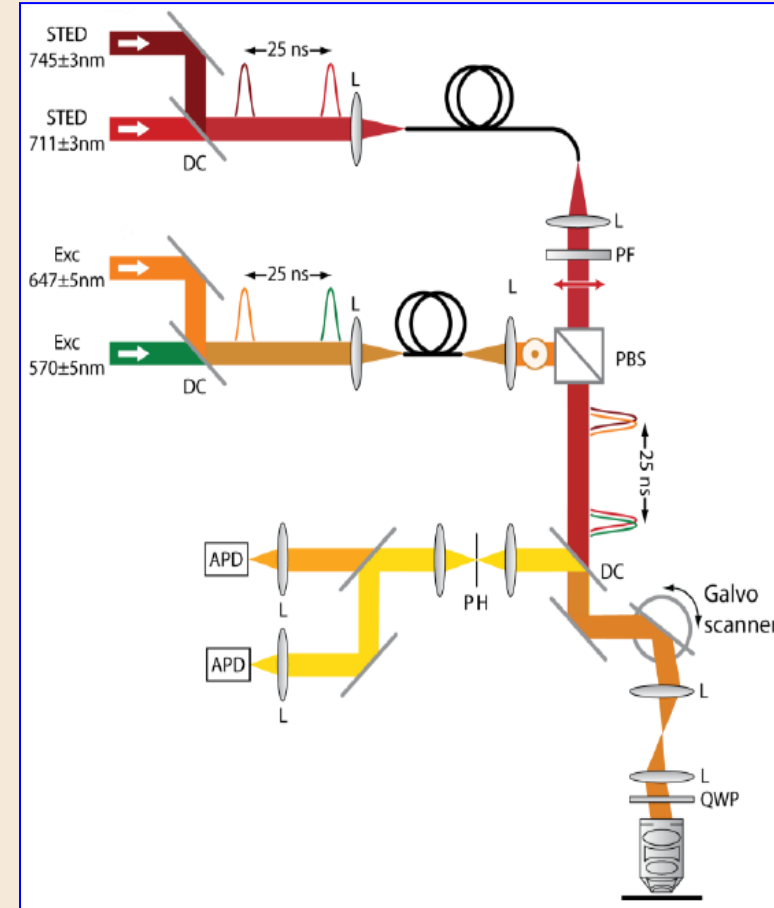 STED
745±3nm
25 ns
L
STED
711±3nm
DC
L
PF
Exc
647±5nm
25 ns
L
L
Exc
570±5nm
DC
PBS
25 ns
APD
L
PH
DC
Galvo
scanner
APD
L
L
L
QWP